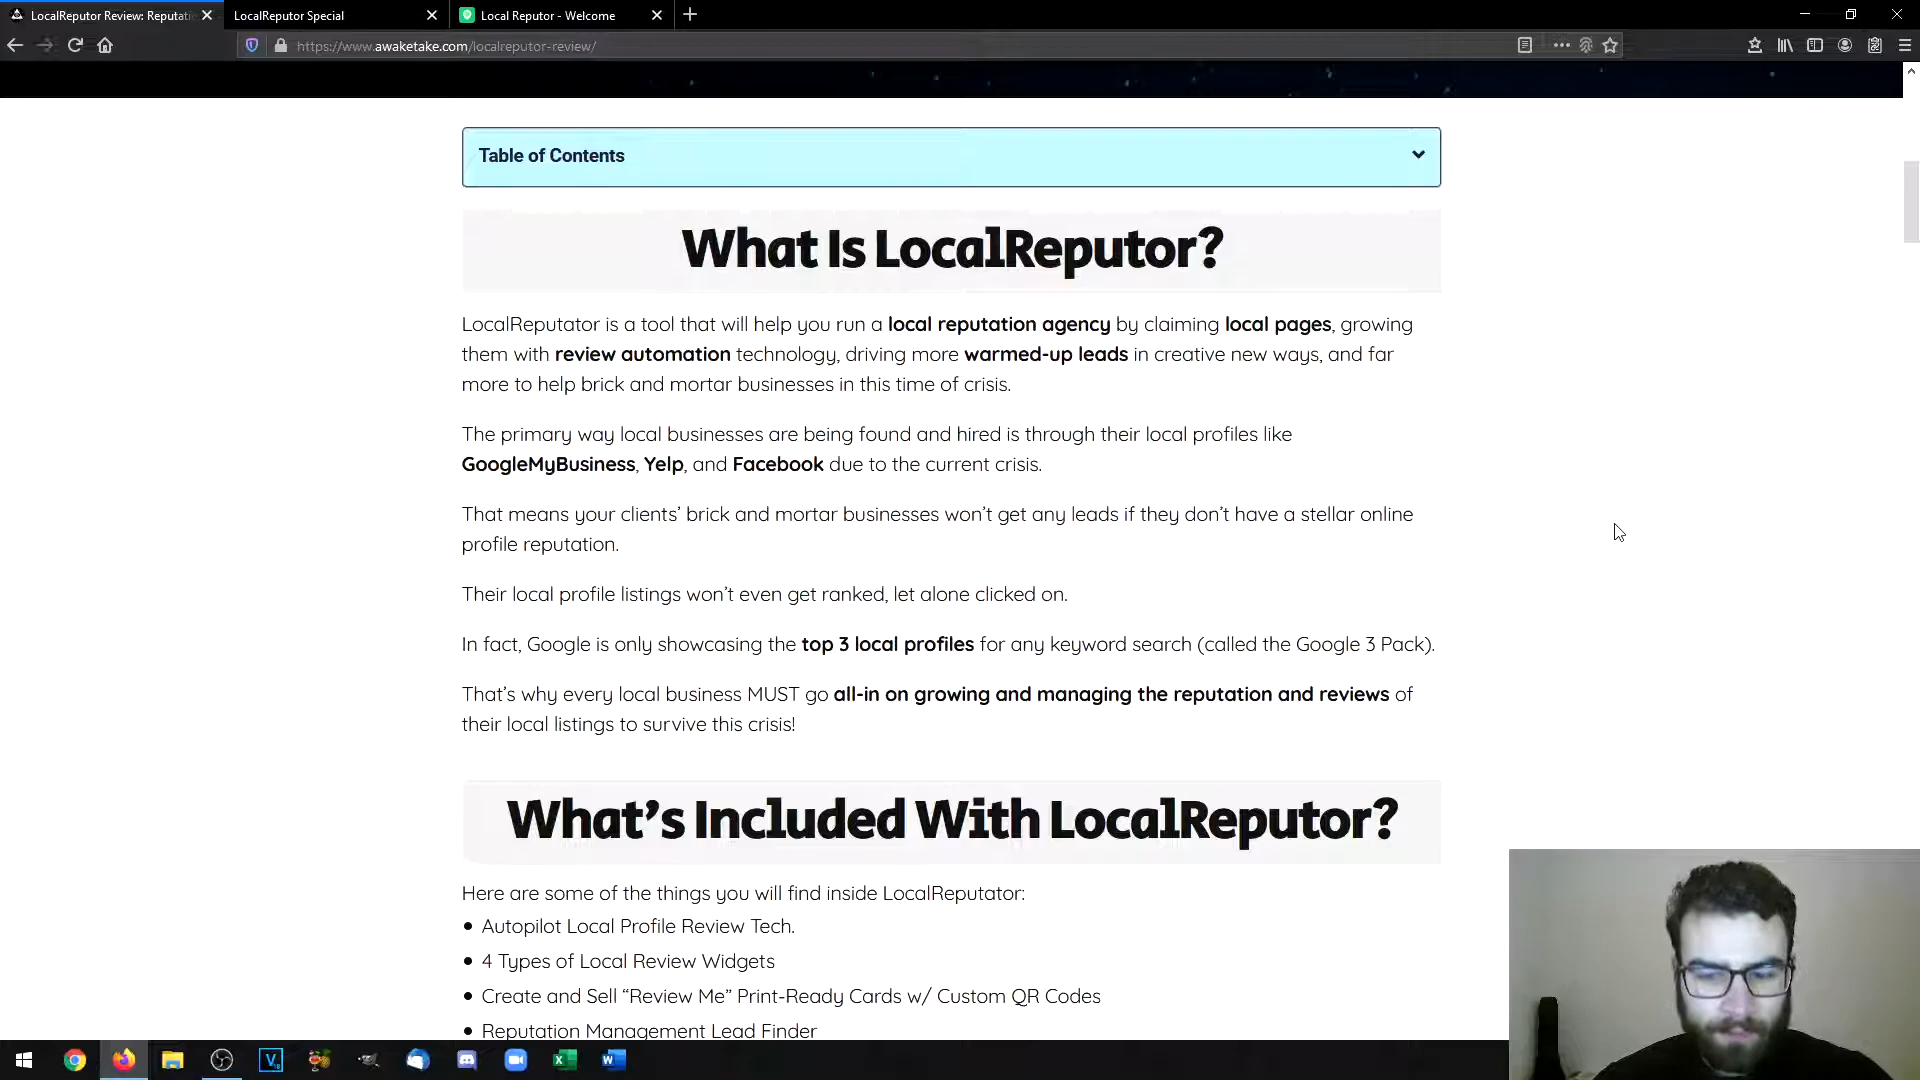 LocalReputor Review: Reputati
LocalReputor Special
Local Reputor - Welcome
https://www.awaketake.com/localreputor-review/
Table of Contents
What Is LocalReputor?
LocalReputator is a tool that will help you run a local reputation agency by claiming local pages, growing
them with review automation technology, driving more warmed-up leads in creative new ways, and far
more to help brick and mortar businesses in this time of crisis.
The primary way local businesses are being found and hired is through their local profiles like
GoogleMyBusiness, Yelp, and Facebook due to the current crisis.
That means your clients’ brick and mortar businesses won’t get any leads if they don’t have a stellar online
profile reputation.
Their local profile listings won’t even get ranked, let alone clicked on.
In fact, Google is only showcasing the top 3 local profiles for any keyword search (called the Google 3 Pack).
That’s why every local business MUST go all-in on growing and managing the reputation and reviews of
their local listings to survive this crisis!
What’s Included With LocalReputor?
Here are some of the things you will find inside LocalReputator:
• Autopilot Local Profile Review Tech.
• 4 Types of Local Review Widgets
• Create and Sell “Review Me” Print-Ready Cards w/ Custom QR Codes
• Reputation Management Lead Finder